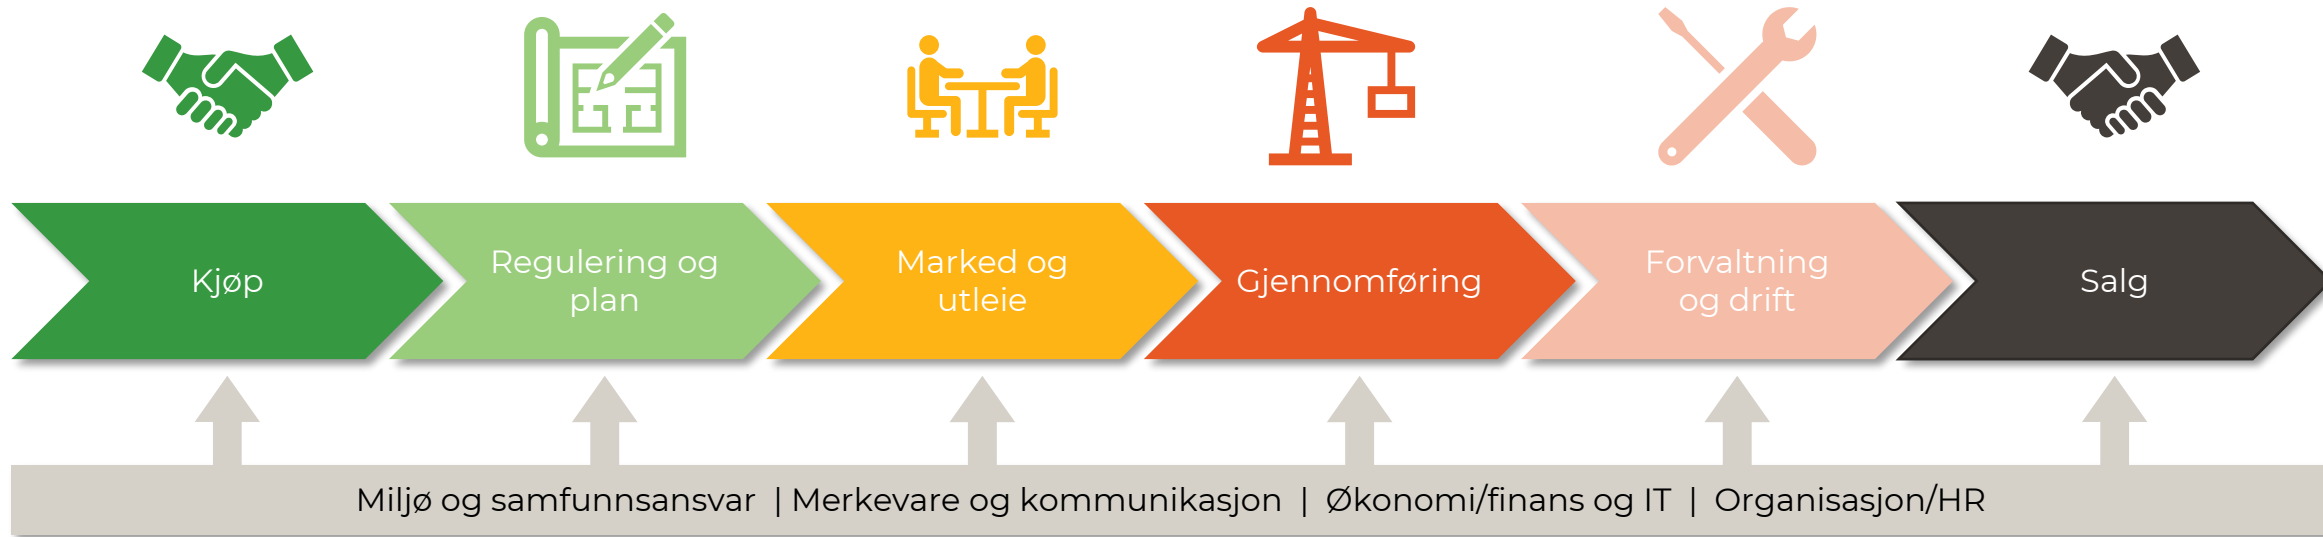 Kjøp
Regulering og
plan
Marked og
utleie
Gjennomføring
Forvaltning
og drift
Salg
Miljø og samfunnsansvar | Merkevare og kommunikasjon | Økonomi/finans og IT | Organisasjon/HR